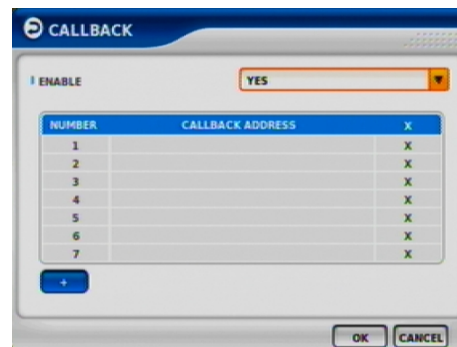 CALLBACK
ENABLE YES
NUMBER CALLBACK ADDRESS X
1 X
2 X
3 X
4 X
5 X
6 X
7 X
+
OK CANCEL